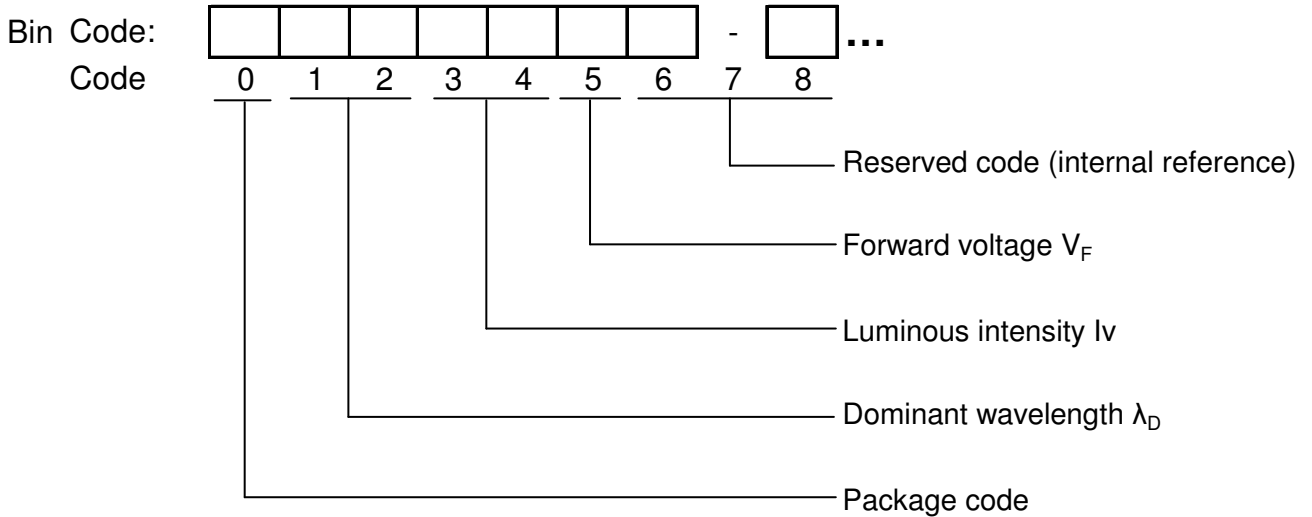 Bin Code: - ...
Code 0 1 2 3 4 5 6 7 8
Reserved code (internal reference)
Forward voltage VF
Luminous intensity Iv
Dominant wavelength λD
Package code